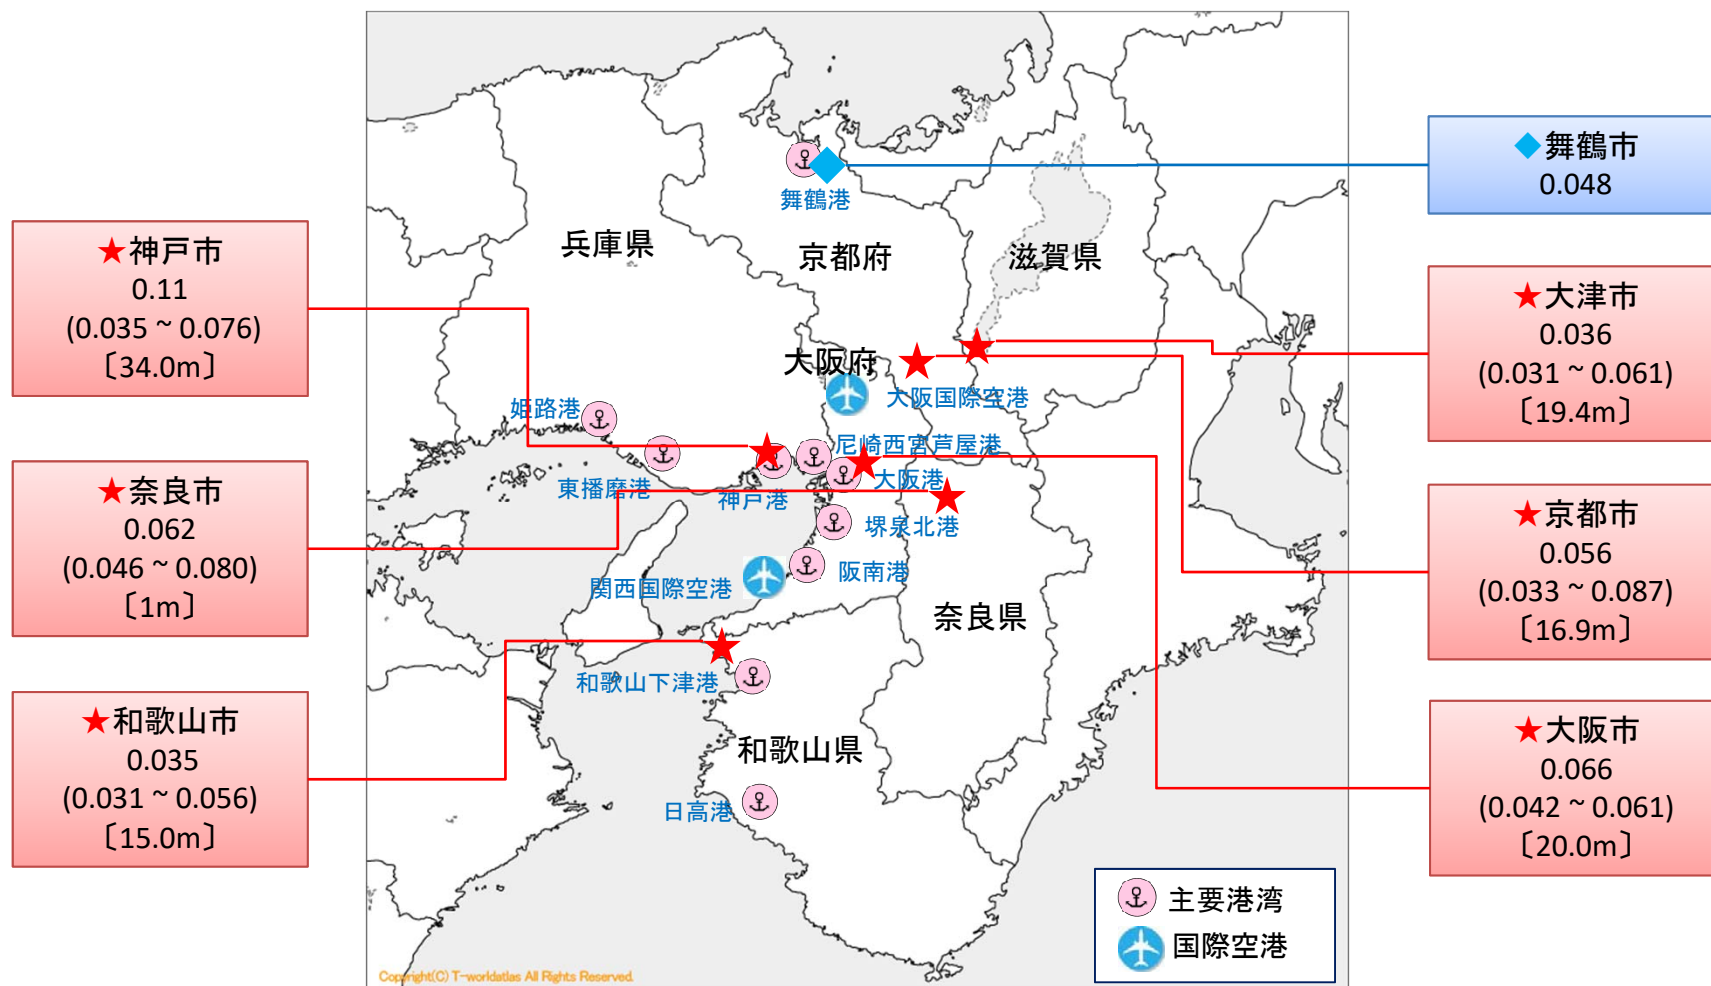 ★神戸市
0.11
(0.035 ~ 0.076)
〔34.0m〕
★奈良市
0.062
(0.046 ~ 0.080)
〔1m〕
★和歌山市
0.035
(0.031 ~ 0.056)
〔15.0m〕
舞鶴港
兵庫県
京都府
滋賀県
大阪府
大阪国際空港
姫路港
尼崎西宮芦屋港
東播磨港
神戸港
大阪港
堺泉北港
阪南港
関西国際空港
奈良県
和歌山下津港
和歌山県
日高港
主要港湾
国際空港
Copyright(C) T-worldatlas All Rights Reserved.
◆舞鶴市
0.048
★大津市
0.036
(0.031 ~ 0.061)
〔19.4m〕
★京都市
0.056
(0.033 ~ 0.087)
〔16.9m〕
★大阪市
0.066
(0.042 ~ 0.061)
〔20.0m〕